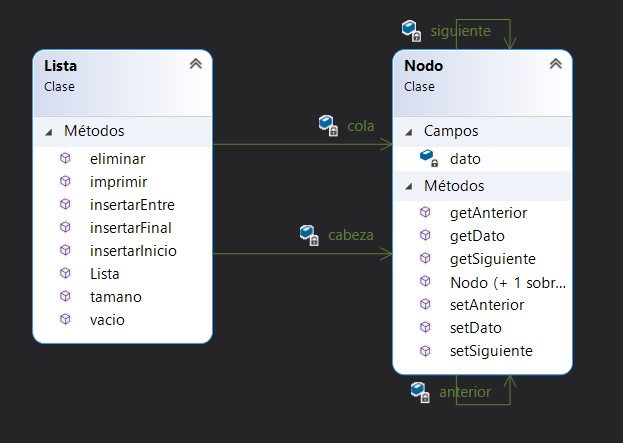 siguiente
Lista
Clase
Métodos
eliminar
imprimir
insertarEntre
insertarFinal
insertarInicio
Lista
tamano
vacio
cola
cabeza
Nodo
Clase
Campos
dato
Métodos
getAnterior
getDato
getSiguiente
Nodo (+ 1 sobr...
setAnterior
setDato
setSiguiente
anterior